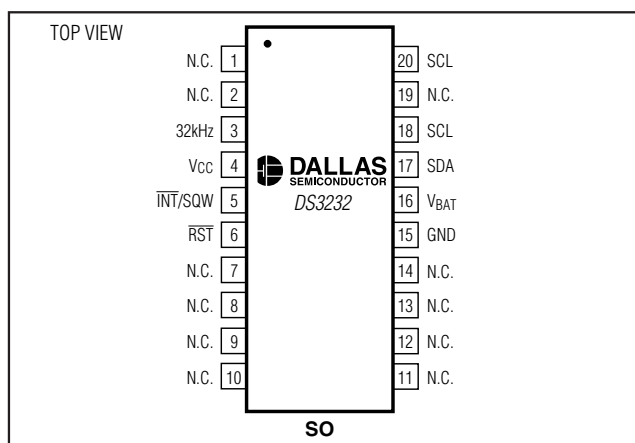 TOP VIEW
N.C. 1 20 SCL
N.C. 2 19 N.C.
32kHz 3 18 SCL
VCC 4 17 SDA
DALLAS
SEMICONDUCTOR
INT/SQW 5 16 VBAT
DS3232
RST 6 15 GND
N.C. 7 14 N.C.
N.C. 8 13 N.C.
N.C. 9 12 N.C.
N.C. 10 11 N.C.
SO